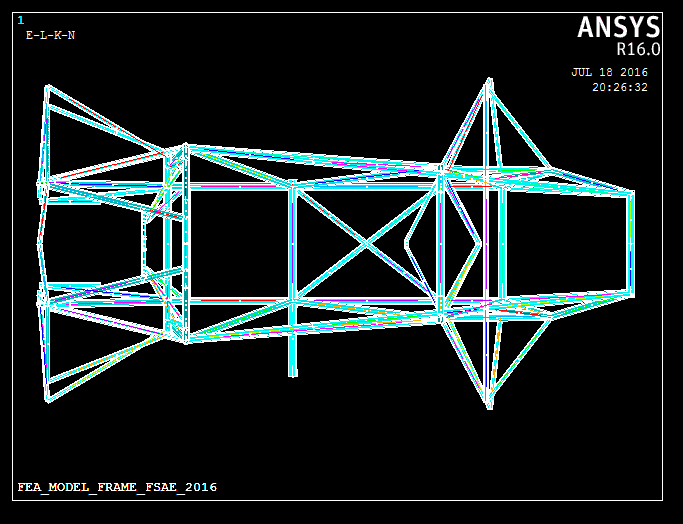 1
E-L-K-N
ANSYS
R16.0
JUL 18 2016
20:26:32
FEA_MODEL_FRAME_FSAE_2016